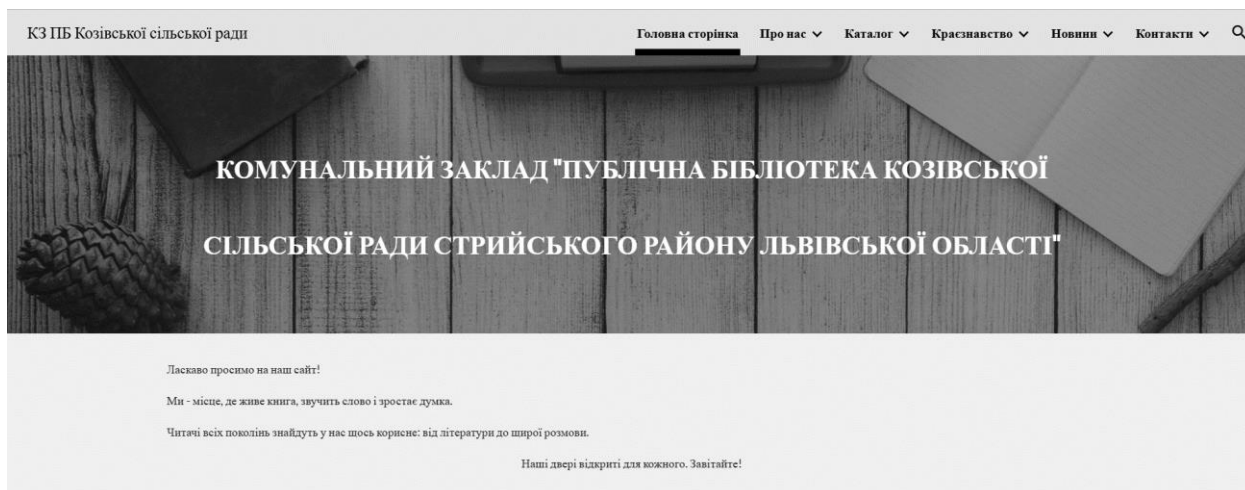 КЗ ПБ Козівської сільської ради
Головна сторінка Про нас Каталог Краєзнавство Новини Контакти
КОМУНАЛЬНИЙ ЗАКЛАД "ПУБЛІЧНА БІБЛІОТЕКА КОЗІВСЬКОЇ
СІЛЬСЬКОЇ РАДИ СТРИЙСЬКОГО РАЙОНУ ЛЬВІВСЬКОЇ ОБЛАСТІ"
Ласкаво просимо на наш сайт!
Ми - місце, де живе книга, звучить слово і зростає думка.
Читачі всіх поколінь знайдуть у нас щось корисне: від літератури до щирої розмови.
Наші двері відкриті для кожного. Завітайте!